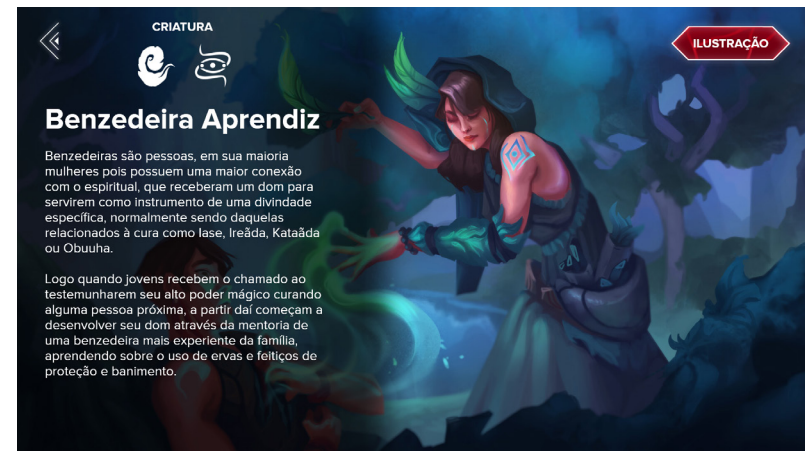 CRIATURA
ILUSTRAÇÃO
Benzedeira Aprendiz
Benzedeiras são pessoas, em sua maioria
mulheres pois possuem uma maior conexão
com o espiritual, que receberam um dom para
servirem como instrumento de uma divindade
específica, normalmente sendo daquelas
relacionados à cura como Iase, Ireãda, Kataãda
ou Obuuha.
Logo quando jovens recebem o chamado ao
testemunharem seu alto poder mágico curando
alguma pessoa próxima, a partir daí começam a
desenvolver seu dom através da mentoria de
uma benzedeira mais experiente da família,
aprendendo sobre o uso de ervas e feitiços de
proteção e banimento.